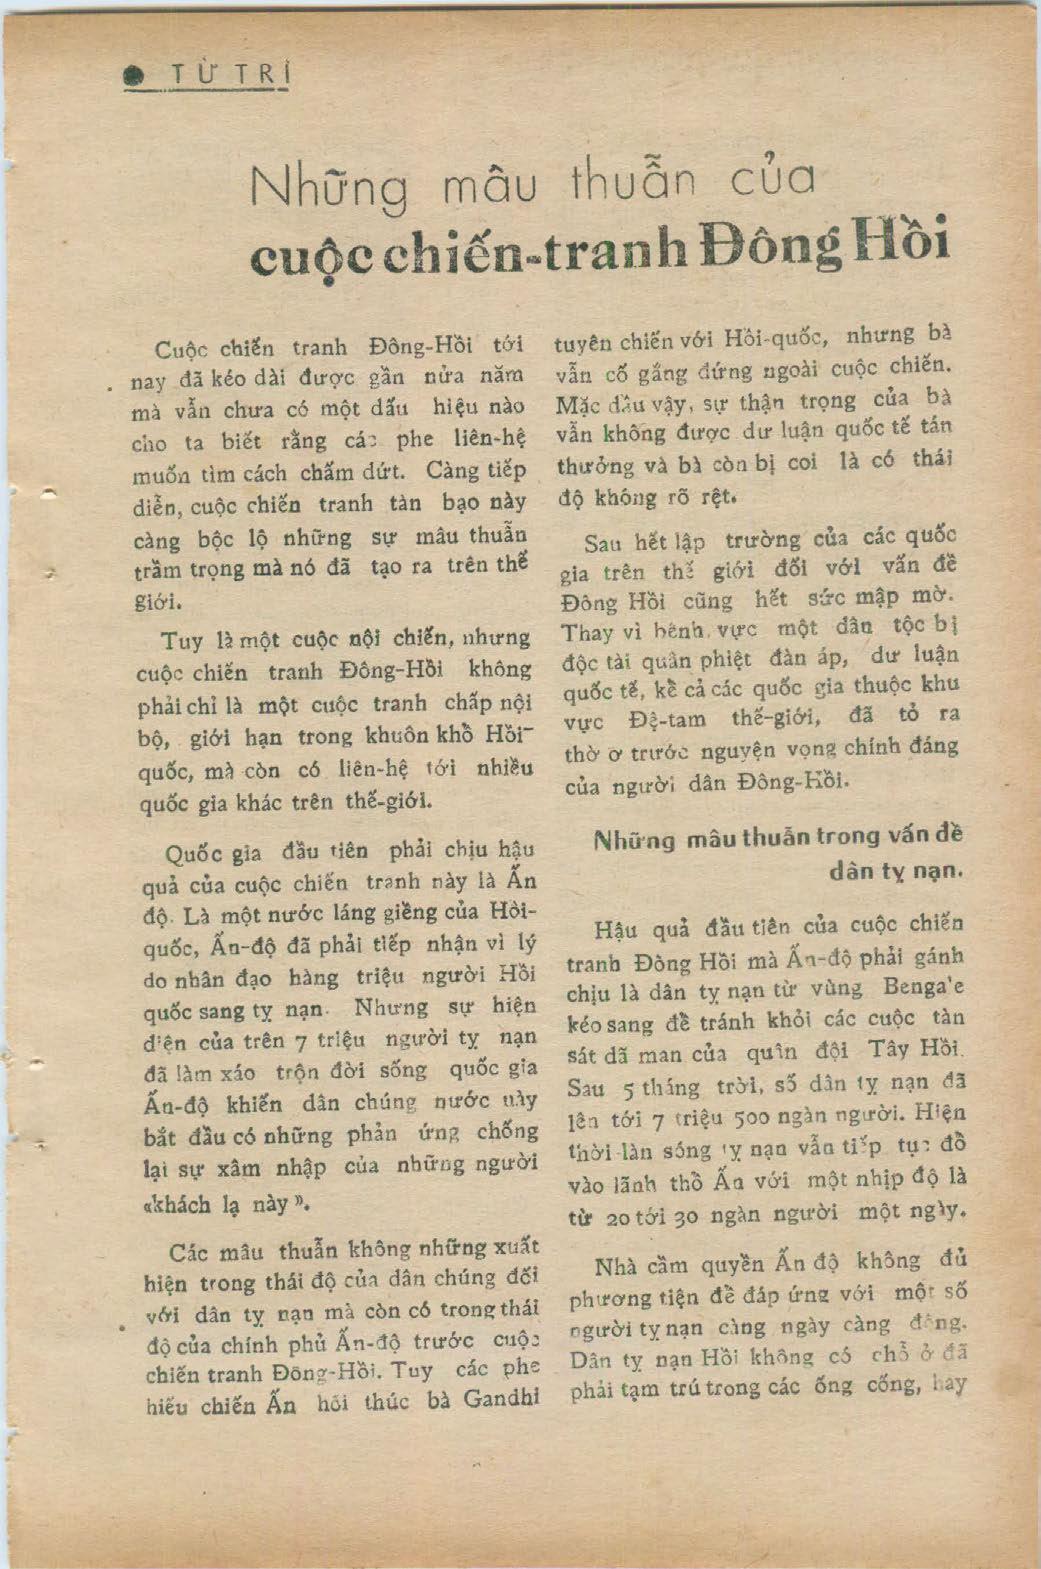 ● TỪ TRÌ
Những mâu thuẫn của
cuộc chiến-tranh Đông Hồi
Cuộc chiến tranh Đông-Hồi tới
nay đã kéo dài được gần nửa năm
mà vẫn chưa có một dấu hiệu nào
cho ta biết rằng các phe liên-hệ
muốn tìm cách chấm dứt. Càng tiếp
diễn, cuộc chiến tranh tàn bạo này
càng bộc lộ những sự mâu thuẫn
trầm trọng mà nó đã tạo ra trên thế
giới.
Tuy là một cuộc nội chiến, nhưng
cuộc chiến tranh Đông-Hồi không
phải chỉ là một cuộc tranh chấp nội
bộ, giới hạn trong khuôn khổ Hồi-
quốc, mà còn có liên-hệ tới nhiều
quốc gia khác trên thế-giới.
Quốc gia đầu tiên phải chịu hậu
quả của cuộc chiến tranh này là Ấn
độ. Là một nước láng giềng của Hồi-
quốc, Ấn-độ đã phải tiếp nhận vì lý
do nhân đạo hàng triệu người Hồi
quốc sang tỵ nạn. Nhưng sự hiện
diện của trên 7 triệu người tỵ nạn
đã làm xáo trộn đời sống quốc gia
Ấn-độ khiến dân chúng nước này
bắt đầu có những phản ứng chống
lại sự xâm nhập của những người
«khách lạ này».
Các mâu thuẫn không những xuất
hiện trong thái độ của dân chúng đối
với dân tỵ nạn mà còn có trong thái
độ của chính phủ Ấn-độ trước cuộc
chiến tranh Đông-Hồi. Tuy các phe
hiếu chiến Ấn hối thúc bà Gandhi
tuyên chiến với Hồi-quốc, nhưng bà
vẫn cố gắng đứng ngoài cuộc chiến.
Mặc dầu vậy, sự thận trọng của bà
vẫn không được dư luận quốc tế tán
thưởng và bà còn bị coi là có thái
độ không rõ rệt.
Sau hết lập trường của các quốc
gia trên thế giới đối với vấn đề
Đông Hồi cũng hết sức mập mờ.
Thay vì bênh vực một dân tộc bị
độc tài quân phiệt đàn áp, dư luận
quốc tế, kể cả các quốc gia thuộc khu
vực Đệ-tam thế-giới, đã tỏ ra
thờ ơ trước nguyện vọng chính đáng
của người dân Đông-Hồi.
Những mâu thuẫn trong vấn đề
dân tỵ nạn.
Hậu quả đầu tiên của cuộc chiến
tranh Đông Hồi mà Ấn-độ phải gánh
chịu là dân tỵ nạn từ vùng Bengale
kéo sang để tránh khỏi các cuộc tàn
sát dã man của quân đội Tây Hồi.
Sau 5 tháng trời, số dân tỵ nạn đã
lên tới 7 triệu 500 ngàn người. Hiện
thời làn sóng tỵ nạn vẫn tiếp tục đổ
vào lãnh thổ Ấn với một nhịp độ là
từ 20 tới 30 ngàn người một ngày.
Nhà cầm quyền Ấn độ không đủ
phương tiện để đáp ứng với một số
người tỵ nạn càng ngày càng đông.
Dân tỵ nạn Hồi không có chỗ ở đã
phải tạm trú trong các ống cống, hay